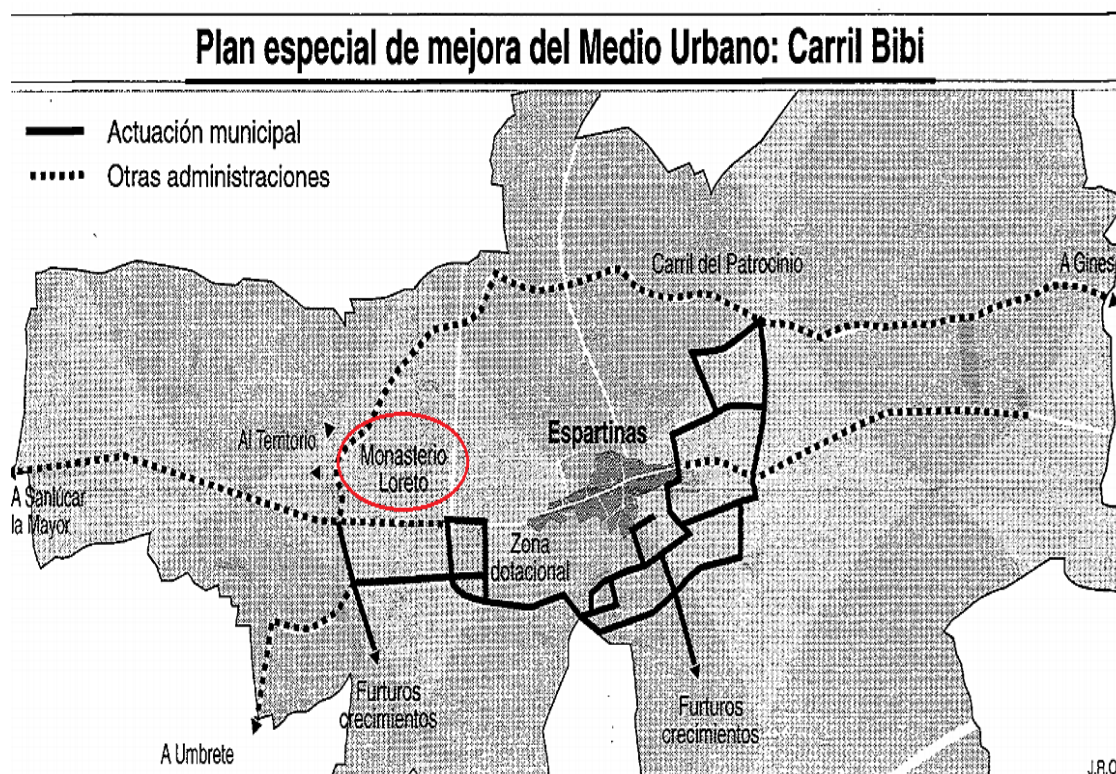 Plan especial de mejora del Medio Urbano: Carril Bibi
Actuación municipal
Otras administraciones
Carril del Patrocinio
A Gines
Al Territorio
Monasterio
Loreto
Espartinas
A Sanlúcar
la Mayor
Zona
dotacional
Furturos
crecimientos
Furturos
crecimientos
A Umbrete
J.R.C